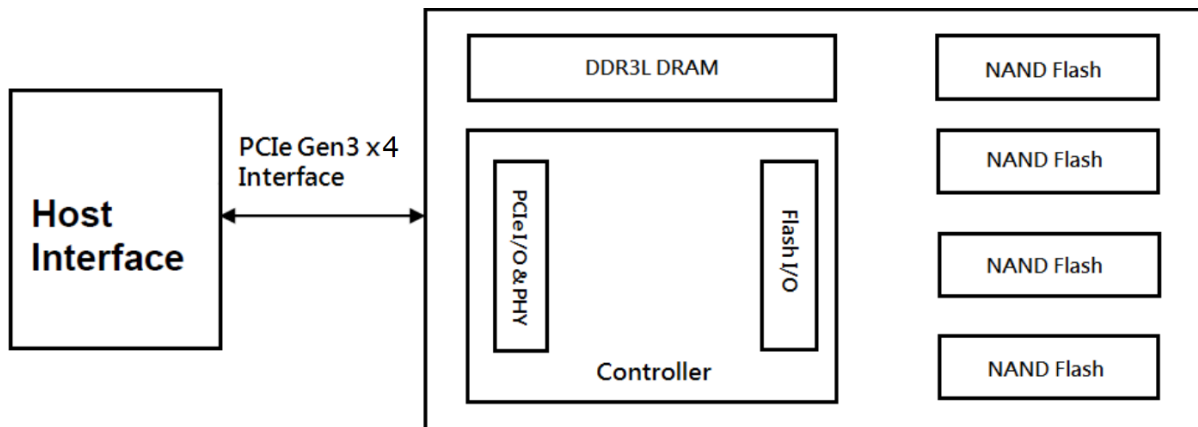 Host
Interface
PCIe Gen3 x4
Interface
DDR3L DRAM
PCIe I/O & PHY
Flash I/O
Controller
NAND Flash
NAND Flash
NAND Flash
NAND Flash